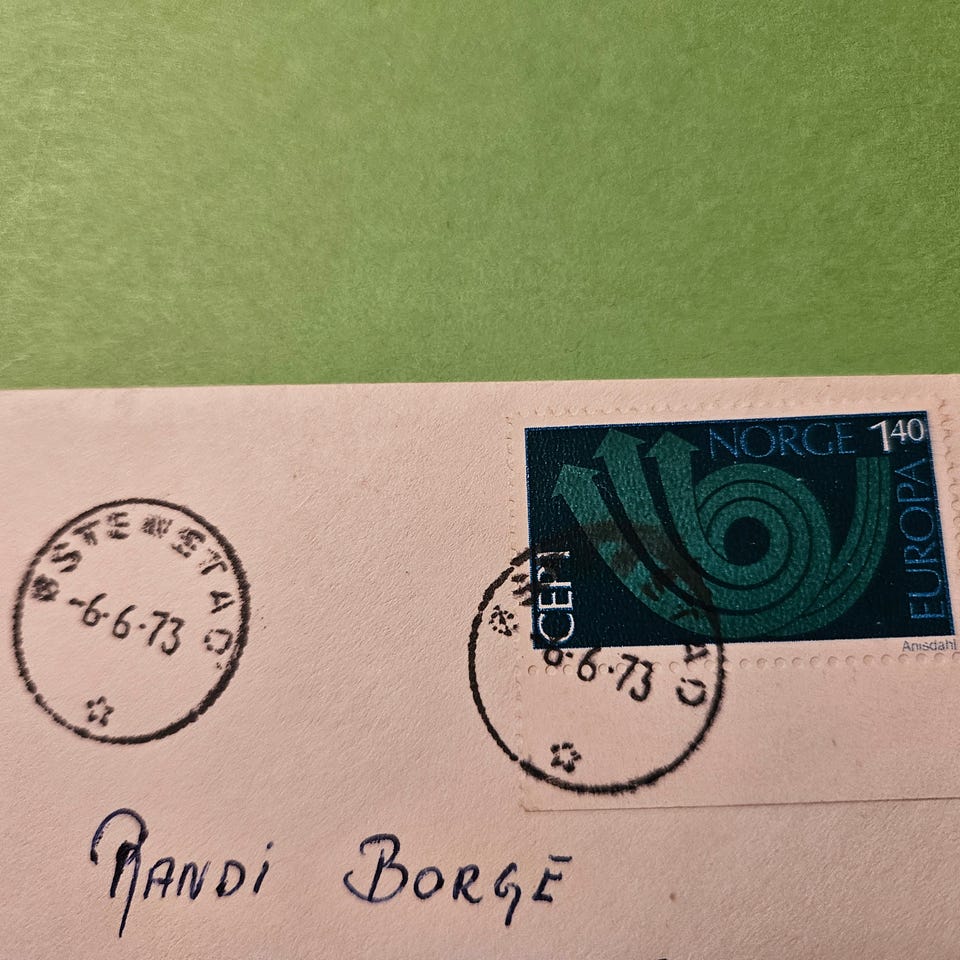 NORGE 140
EUROPA
CEPT
Anisdahl
-6-6-73
-6-6-73
RANDI BORGE